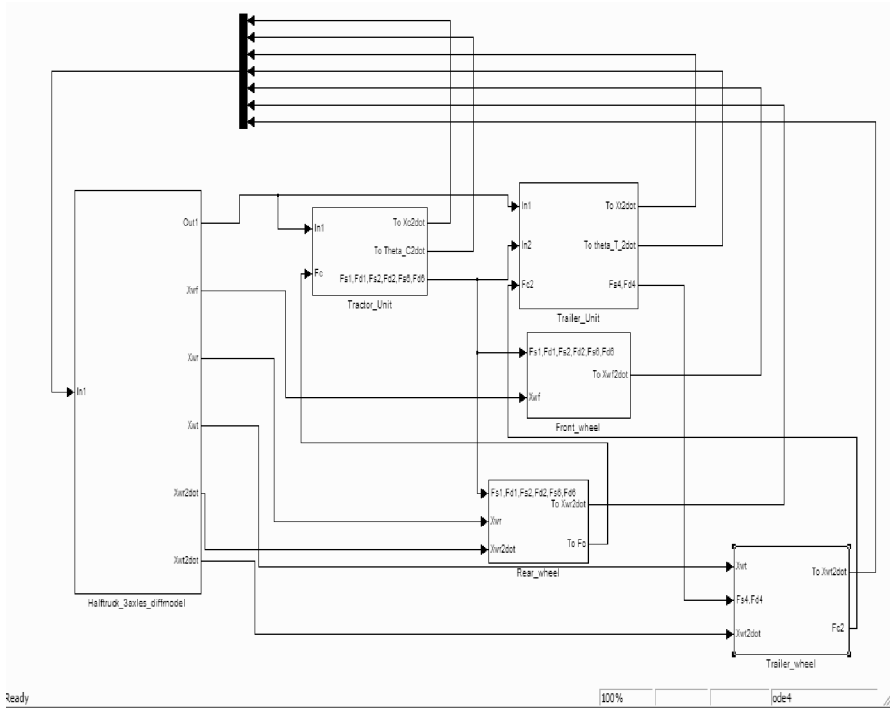 Out1
Xwf
Xwr
In1
Xwt
Xwr2dot
Xwt2dot
Halftruck_3axles_diffmodel
In1
Fc
To Xc2dot
To Theta_C2dot
Fs1,Fd1,Fs2,Fd2,Fs6,Fd6
Tractor_Unit
In1
In2
Fc2
To Xt2dot
To theta_T_2dot
Fs4,Fd4
Trailer_Unit
Fs1,Fd1,Fs2,Fd2,Fs6,Fd6
To Xwf2dot
Xwf
Front_wheel
Fs1,Fd1,Fs2,Fd2,Fs6,Fd6
To Xwr2dot
Xwr
Xwr2dot
To Fc
Rear_wheel
Xwt
To Xwt2dot
Fs4,Fd4
Fc2
Xwt2dot
Trailer_wheel
Ready
100%
ode4